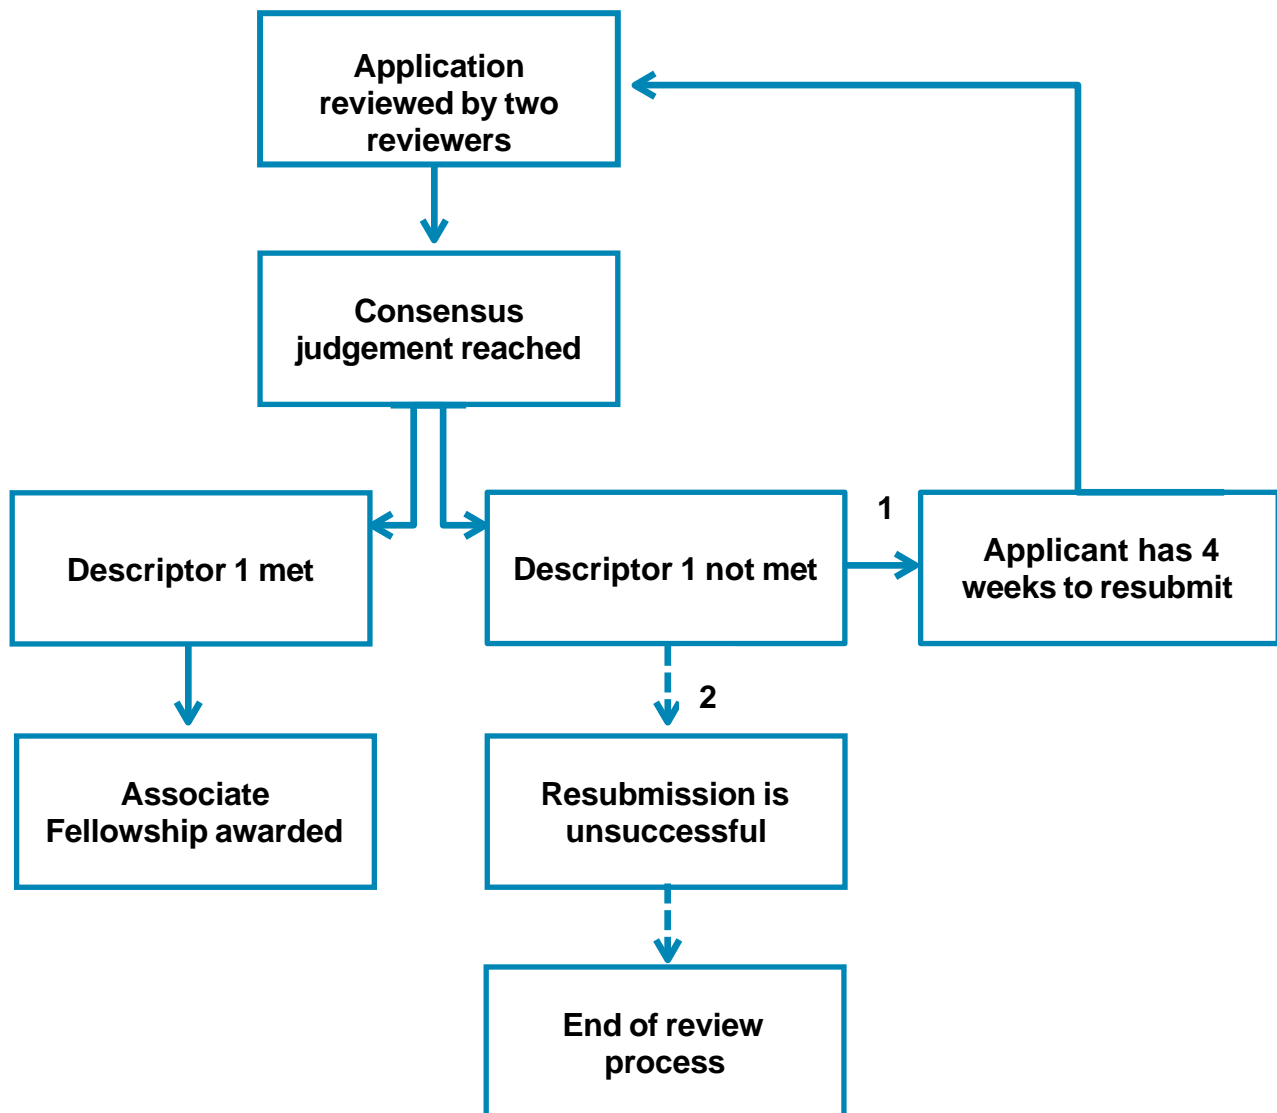 Application
reviewed by two
reviewers
Consensus
judgement reached
Descriptor 1 met
Descriptor 1 not met
1
Applicant has 4
weeks to resubmit
2
Associate
Fellowship awarded
Resubmission is
unsuccessful
End of review
process